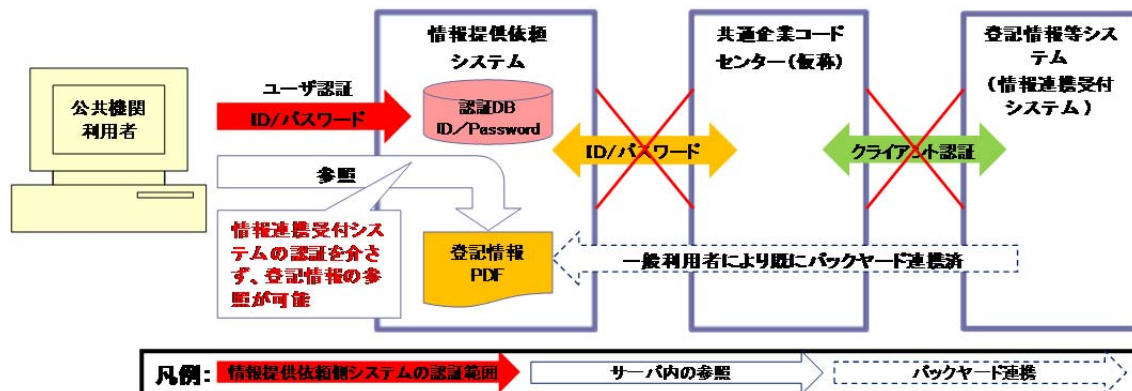 情報提供依頼
システム
共通企業コード
センター（仮称）
登記情報等システ
ム
（情報連携受付
システム）
公共機関
利用者
ユーザ認証
ID/パスワード
認証DB
ID／Password
ID/パスワード
クライアント認証
参照
情報連携受付シス
テムの認証を介さ
ず、登記情報の参
照が可能
登記情報
PDF
一般利用者により既にバックヤード連携済
凡例：
情報提供依頼側システムの認証範囲
サーバ内の参照
バックヤード連携